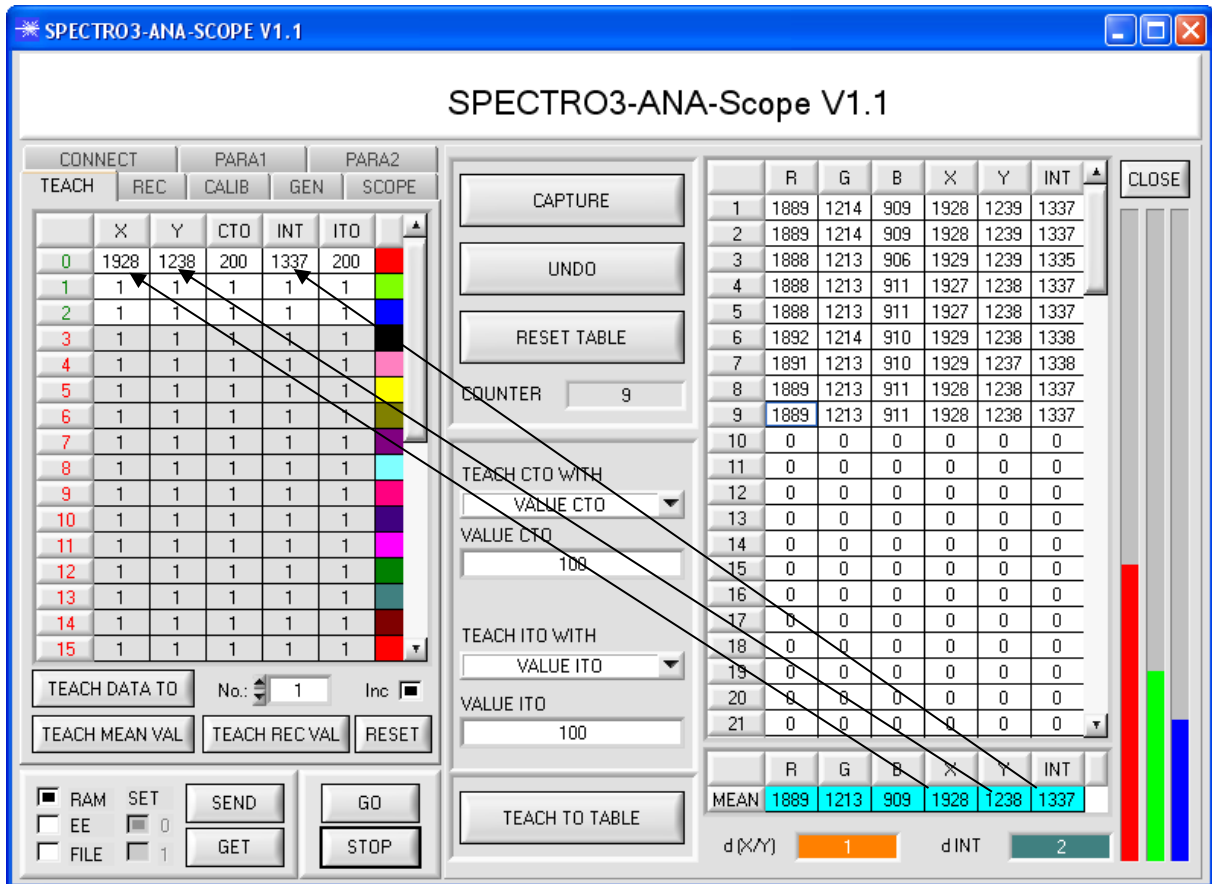 SPECTRO3-ANA-SCOPE V1.1
SPECTRO3-ANA-Scope V1.1
CONNECT PARA1 PARA2
TEACH REC CALIB GEN SCOPE
X Y CTO INT ITO
0 1928 1238 200 1337 200
1 1 1 1 1 1
2 1 1 1 1 1
3 1 1 1 1 1
4 1 1 1 1 1
5 1 1 1 1 1
6 1 1 1 1 1
7 1 1 1 1 1
8 1 1 1 1 1
9 1 1 1 1 1
10 1 1 1 1 1
11 1 1 1 1 1
12 1 1 1 1 1
13 1 1 1 1 1
14 1 1 1 1 1
15 1 1 1 1 1
TEACH DATA TO No.: 1 Inc
TEACH MEAN VAL TEACH REC VAL RESET
RAM SET
EE 0
FILE 1
SEND
GET
GO
STOP
CAPTURE
UNDO
RESET TABLE
COUNTER 9
TEACH CTO WITH
VALUE CTO
VALUE CTO
100
TEACH ITO WITH
VALUE ITO
VALUE ITO
100
TEACH TO TABLE
R G B X Y INT
1 1889 1214 909 1928 1239 1337
2 1889 1214 909 1928 1239 1337
3 1888 1213 906 1929 1239 1335
4 1888 1213 911 1927 1238 1337
5 1888 1213 911 1927 1238 1337
6 1892 1214 910 1929 1238 1338
7 1891 1213 910 1929 1237 1338
8 1889 1213 911 1928 1238 1337
9 1889 1213 911 1928 1238 1337
10 0 0 0 0 0 0
11 0 0 0 0 0 0
12 0 0 0 0 0 0
13 0 0 0 0 0 0
14 0 0 0 0 0 0
15 0 0 0 0 0 0
16 0 0 0 0 0 0
17 0 0 0 0 0 0
18 0 0 0 0 0 0
19 0 0 0 0 0 0
20 0 0 0 0 0 0
21 0 0 0 0 0 0
R G B X Y INT
MEAN 1889 1213 909 1928 1238 1337
d (X/Y) 1 d INT 2
CLOSE